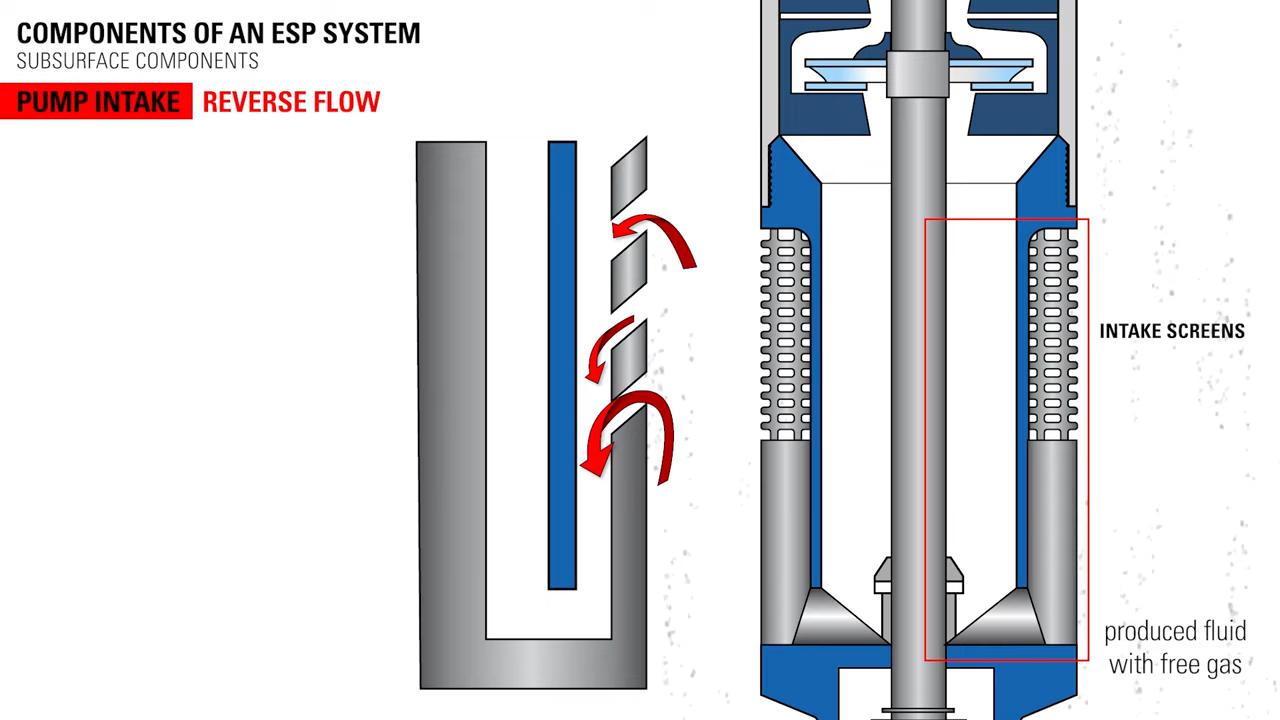 COMPONENTS OF AN ESP SYSTEM
SUBSURFACE COMPONENTS
PUMP INTAKE REVERSE FLOW
INTAKE SCREENS
produced fluid
with free gas